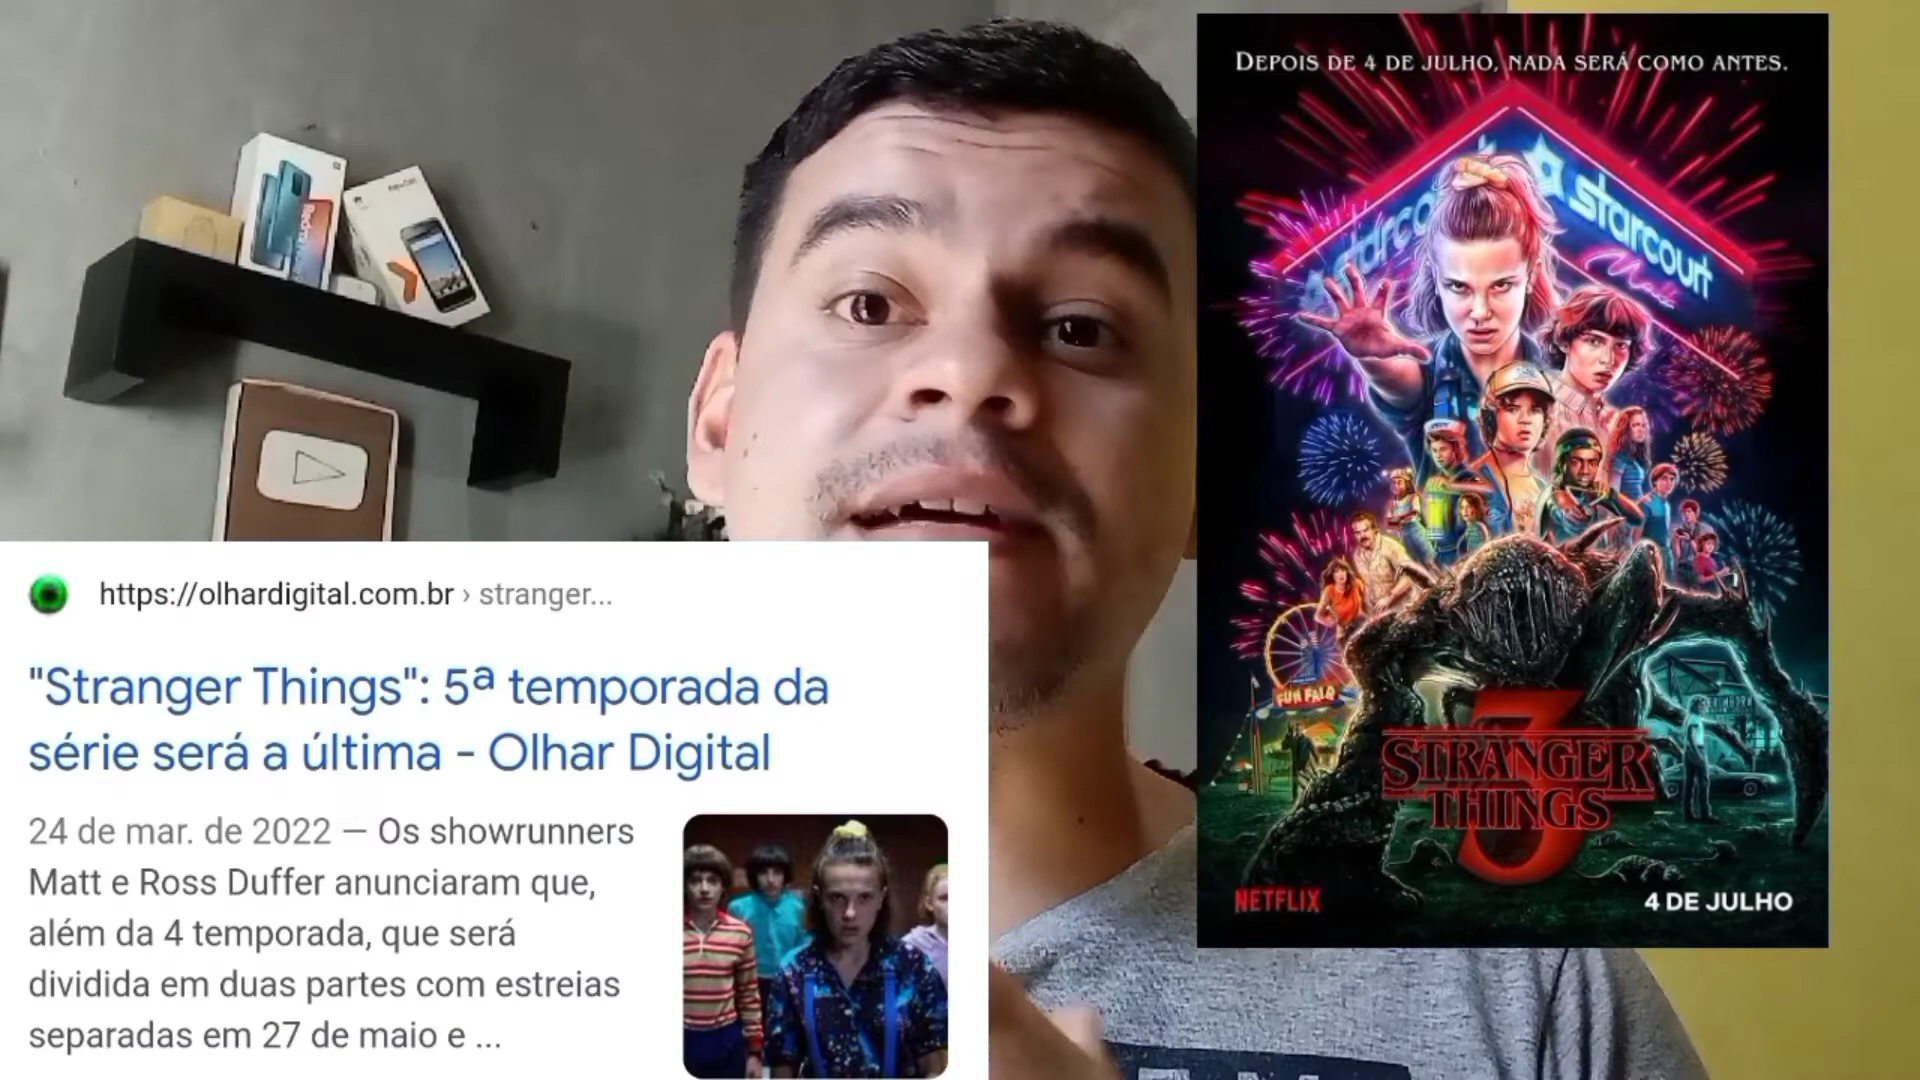 DEPOIS DE 4 DE JULHO, NADA SERÁ COMO ANTES.
starcourt
Redmi
https://olhardigital.com.br › stranger...
"Stranger Things": 5ª temporada da
série será a última - Olhar Digital
24 de mar. de 2022 — Os showrunners
Matt e Ross Duffer anunciaram que,
além da 4 temporada, que será
dividida em duas partes com estreias
separadas em 27 de maio e ...
FUN FAIR
3
STRANGER
THINGS
NETFLIX
4 DE JULHO